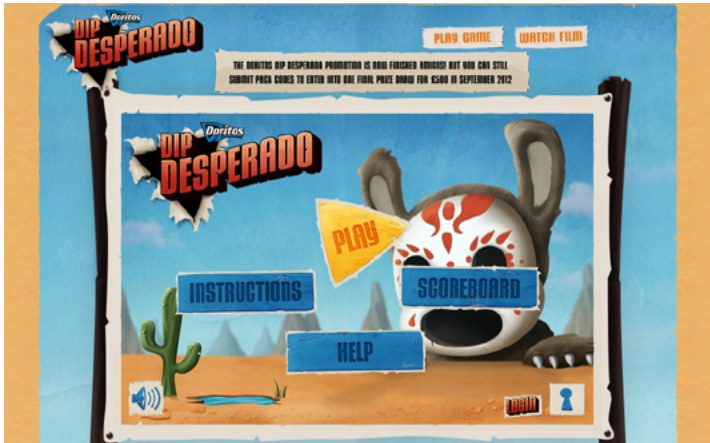 Doritos
DIP
DESPERADO
PLAY GAME
WATCH FILM
THE DORITOS DIP DESPERADO PROMOTION IS NOW FINISHED AMIGOS! BUT YOU CAN STILL
SUBMIT PACK CODES TO ENTER INTO ONE FINAL PRIZE DRAW FOR £500 IN SEPTEMBER 2012
Doritos
DIP
DESPERADO
PLAY
INSTRUCTIONS
SCOREBOARD
HELP
LOGIN